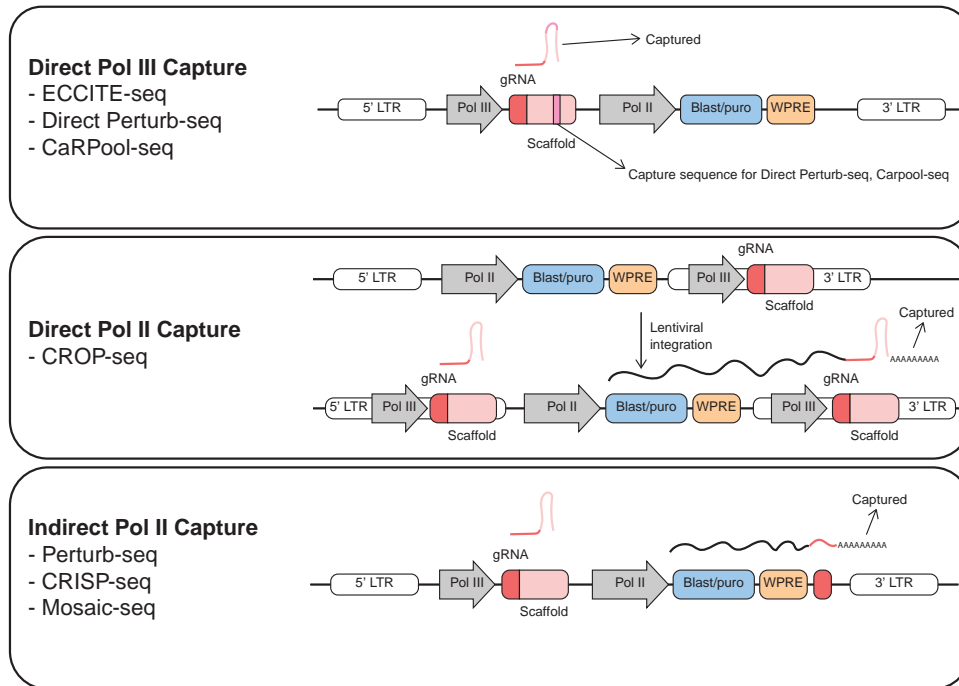 Direct Pol III Capture
- ECCITE-seq
- Direct Perturb-seq
- CaRPool-seq
Captured
gRNA
5' LTR
Pol III
Pol II
Blast/puro
WPRE
3' LTR
Scaffold
Capture sequence for Direct Perturb-seq, Carpool-seq
Direct Pol II Capture
- CROP-seq
gRNA
5' LTR
Pol II
Blast/puro
WPRE
Pol III
3' LTR
Scaffold
Lentiviral
integration
Captured
AAAAAAAAA
gRNA
gRNA
5' LTR
Pol III
Pol II
Blast/puro
WPRE
Pol III
3' LTR
Scaffold
Scaffold
Indirect Pol II Capture
- Perturb-seq
- CRISP-seq
- Mosaic-seq
Captured
AAAAAAAAA
gRNA
5' LTR
Pol III
Pol II
Blast/puro
WPRE
3' LTR
Scaffold